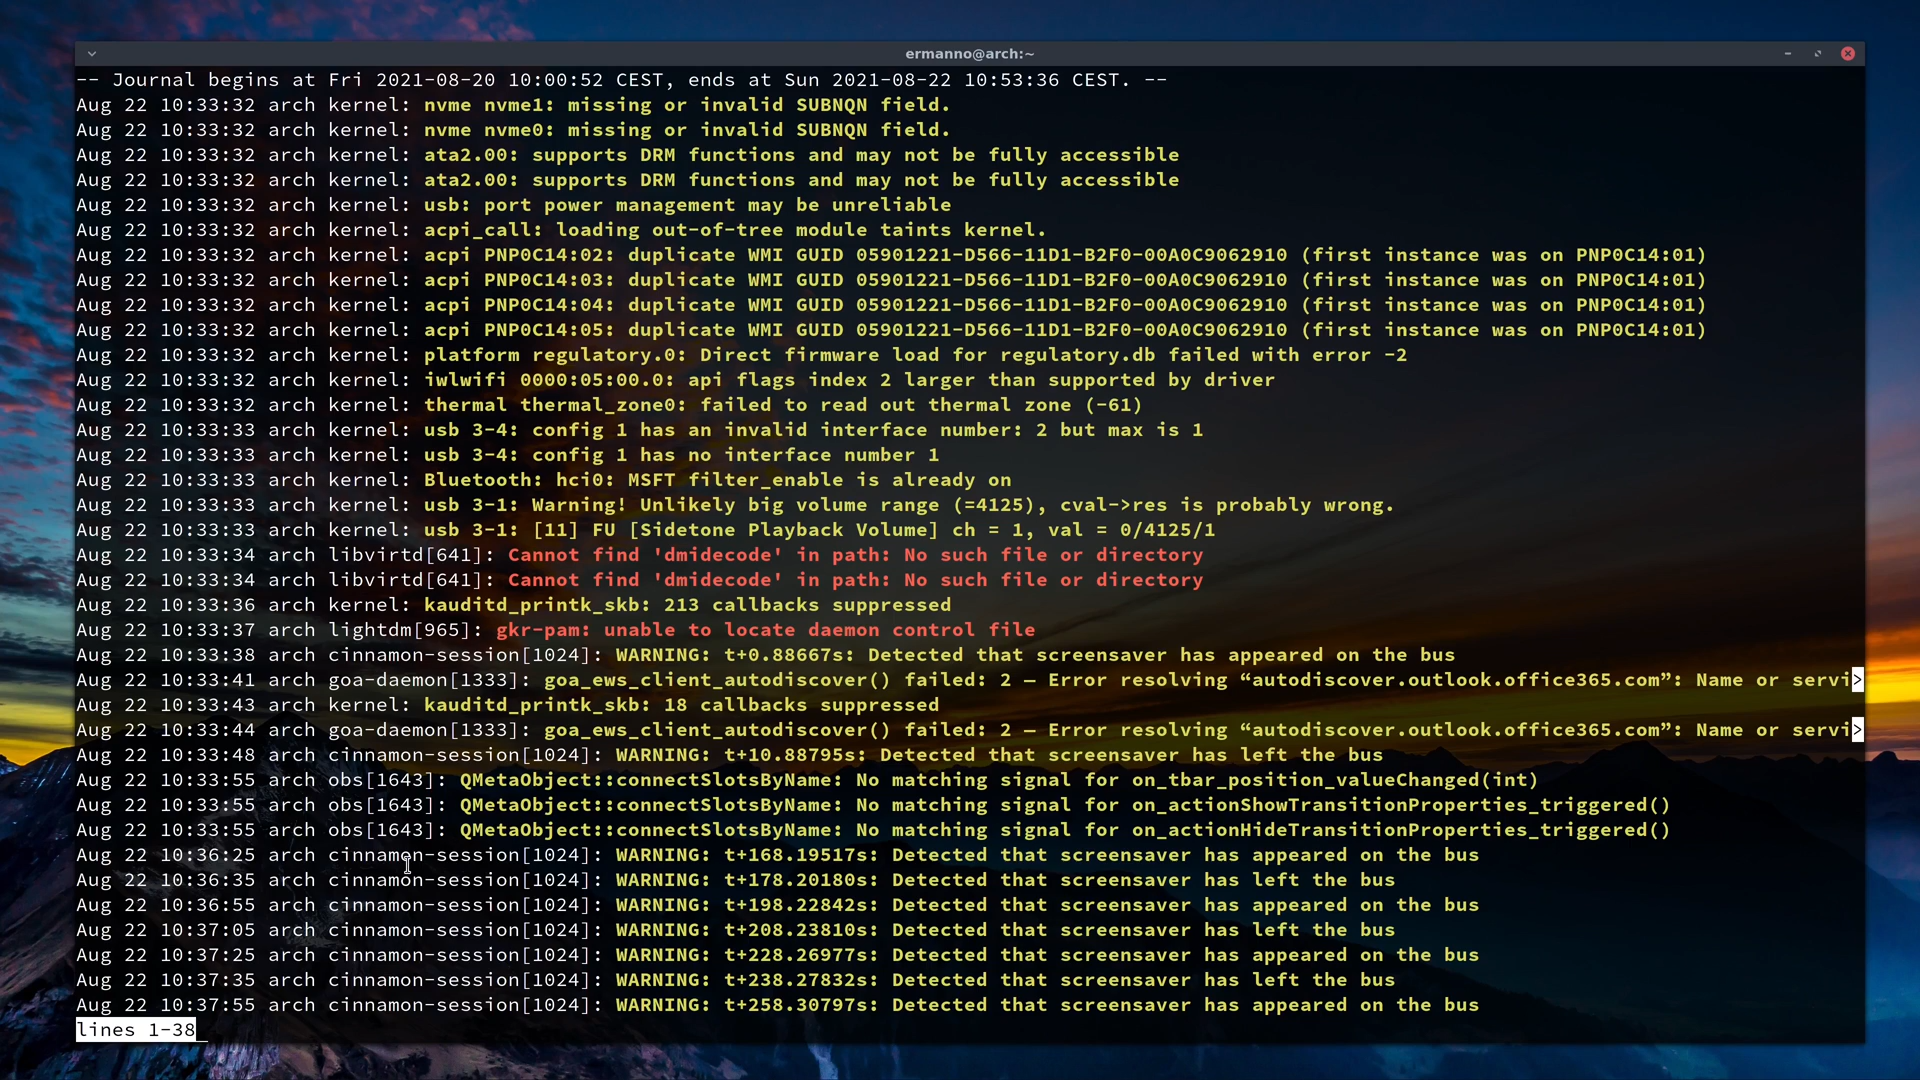 ermanno@arch:~
-- Journal begins at Fri 2021-08-20 10:00:52 CEST, ends at Sun 2021-08-22 10:53:36 CEST. --
Aug 22 10:33:32 arch kernel: nvme nvme1: missing or invalid SUBNQN field.
Aug 22 10:33:32 arch kernel: nvme nvme0: missing or invalid SUBNQN field.
Aug 22 10:33:32 arch kernel: ata2.00: supports DRM functions and may not be fully accessible
Aug 22 10:33:32 arch kernel: ata2.00: supports DRM functions and may not be fully accessible
Aug 22 10:33:32 arch kernel: usb: port power management may be unreliable
Aug 22 10:33:32 arch kernel: acpi_call: loading out-of-tree module taints kernel.
Aug 22 10:33:32 arch kernel: acpi PNP0C14:02: duplicate WMI GUID 05901221-D566-11D1-B2F0-00A0C9062910 (first instance was on PNP0C14:01)
Aug 22 10:33:32 arch kernel: acpi PNP0C14:03: duplicate WMI GUID 05901221-D566-11D1-B2F0-00A0C9062910 (first instance was on PNP0C14:01)
Aug 22 10:33:32 arch kernel: acpi PNP0C14:04: duplicate WMI GUID 05901221-D566-11D1-B2F0-00A0C9062910 (first instance was on PNP0C14:01)
Aug 22 10:33:32 arch kernel: acpi PNP0C14:05: duplicate WMI GUID 05901221-D566-11D1-B2F0-00A0C9062910 (first instance was on PNP0C14:01)
Aug 22 10:33:32 arch kernel: platform regulatory.0: Direct firmware load for regulatory.db failed with error -2
Aug 22 10:33:32 arch kernel: iwlwifi 0000:05:00.0: api flags index 2 larger than supported by driver
Aug 22 10:33:32 arch kernel: thermal thermal_zone0: failed to read out thermal zone (-61)
Aug 22 10:33:33 arch kernel: usb 3-4: config 1 has an invalid interface number: 2 but max is 1
Aug 22 10:33:33 arch kernel: usb 3-4: config 1 has no interface number 1
Aug 22 10:33:33 arch kernel: Bluetooth: hci0: MSFT filter_enable is already on
Aug 22 10:33:33 arch kernel: usb 3-1: Warning! Unlikely big volume range (=4125), cval->res is probably wrong.
Aug 22 10:33:33 arch kernel: usb 3-1: [11] FU [Sidetone Playback Volume] ch = 1, val = 0/4125/1
Aug 22 10:33:34 arch libvirtd[641]: Cannot find 'dmidecode' in path: No such file or directory
Aug 22 10:33:34 arch libvirtd[641]: Cannot find 'dmidecode' in path: No such file or directory
Aug 22 10:33:36 arch kernel: kauditd_printk_skb: 213 callbacks suppressed
Aug 22 10:33:37 arch lightdm[965]: gkr-pam: unable to locate daemon control file
Aug 22 10:33:38 arch cinnamon-session[1024]: WARNING: t+0.88667s: Detected that screensaver has appeared on the bus
Aug 22 10:33:41 arch goa-daemon[1333]: goa_ews_client_autodiscover() failed: 2 — Error resolving “autodiscover.outlook.office365.com”: Name or servi>
Aug 22 10:33:43 arch kernel: kauditd_printk_skb: 18 callbacks suppressed
Aug 22 10:33:44 arch goa-daemon[1333]: goa_ews_client_autodiscover() failed: 2 — Error resolving “autodiscover.outlook.office365.com”: Name or servi>
Aug 22 10:33:48 arch cinnamon-session[1024]: WARNING: t+10.88795s: Detected that screensaver has left the bus
Aug 22 10:33:55 arch obs[1643]: QMetaObject::connectSlotsByName: No matching signal for on_tbar_position_valueChanged(int)
Aug 22 10:33:55 arch obs[1643]: QMetaObject::connectSlotsByName: No matching signal for on_actionShowTransitionProperties_triggered()
Aug 22 10:33:55 arch obs[1643]: QMetaObject::connectSlotsByName: No matching signal for on_actionHideTransitionProperties_triggered()
Aug 22 10:36:25 arch cinnamon-session[1024]: WARNING: t+168.19517s: Detected that screensaver has appeared on the bus
Aug 22 10:36:35 arch cinnamon-session[1024]: WARNING: t+178.20180s: Detected that screensaver has left the bus
Aug 22 10:36:55 arch cinnamon-session[1024]: WARNING: t+198.22842s: Detected that screensaver has appeared on the bus
Aug 22 10:37:05 arch cinnamon-session[1024]: WARNING: t+208.23810s: Detected that screensaver has left the bus
Aug 22 10:37:25 arch cinnamon-session[1024]: WARNING: t+228.26977s: Detected that screensaver has appeared on the bus
Aug 22 10:37:35 arch cinnamon-session[1024]: WARNING: t+238.27832s: Detected that screensaver has left the bus
Aug 22 10:37:55 arch cinnamon-session[1024]: WARNING: t+258.30797s: Detected that screensaver has appeared on the bus
lines 1-38